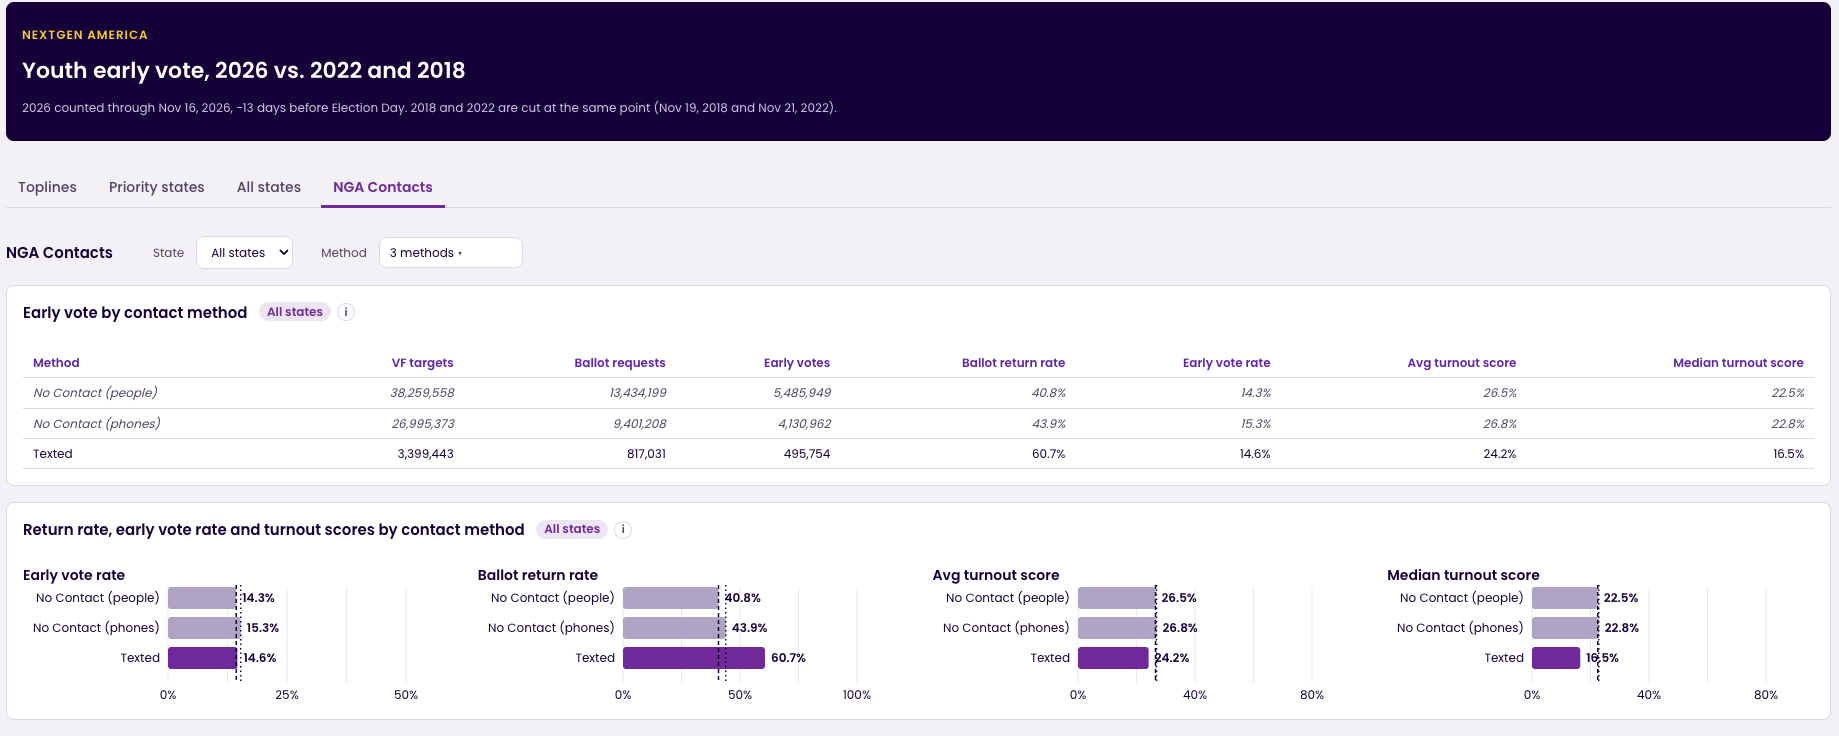 NEXTGEN AMERICA
Youth early vote, 2026 vs. 2022 and 2018
2026 counted through Nov 16, 2026, -13 days before Election Day. 2018 and 2022 are cut at the same point (Nov 19, 2018 and Nov 21, 2022).
Toplines Priority states All states NGA Contacts
NGA Contacts State All states Method 3 methods
Early vote by contact method All states i
Method VF targets Ballot requests Early votes Ballot return rate Early vote rate Avg turnout score Median turnout score
No Contact (people) 38,259,558 13,434,199 5,485,949 40.8% 14.3% 26.5% 22.5%
No Contact (phones) 26,995,373 9,401,208 4,130,962 43.9% 15.3% 26.8% 22.8%
Texted 3,399,443 817,031 495,754 60.7% 14.6% 24.2% 16.5%
Return rate, early vote rate and turnout scores by contact method All states i
Early vote rate Ballot return rate Avg turnout score Median turnout score
No Contact (people) 14.3% No Contact (people) 40.8% No Contact (people) 26.5% No Contact (people) 22.5%
No Contact (phones) 15.3% No Contact (phones) 43.9% No Contact (phones) 26.8% No Contact (phones) 22.8%
Texted 14.6% Texted 60.7% Texted 24.2% Texted 16.5%
0% 25% 50% 0% 50% 100% 0% 40% 80% 0% 40% 80%